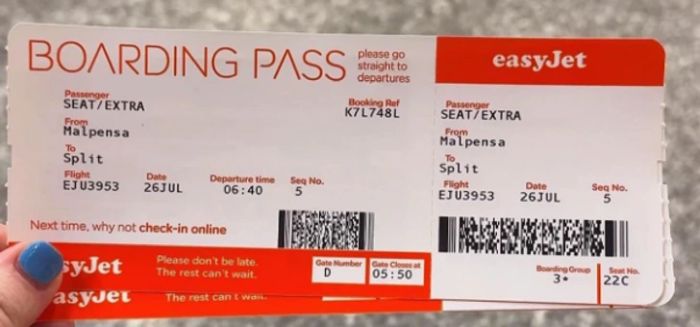 BOARDING PASS
please go
straight to
departures
Passenger
SEAT/EXTRA
Booking Ref
K7L748L
From
Malpensa
To
Split
Flight Date Departure time Seq No.
EJU3953 26JUL 06:40 5
Next time, why not check-in online
syJet
Please don't be late.
The rest can't wait.
Gate Number
D
Gate Closes at
05:50
easyJet
Passenger
SEAT/EXTRA
From
Malpensa
To
Split
Flight Date Seq No.
EJU3953 26JUL 5
Boarding Group
3•
Seat No.
22C
asyJet
The rest can't wait.